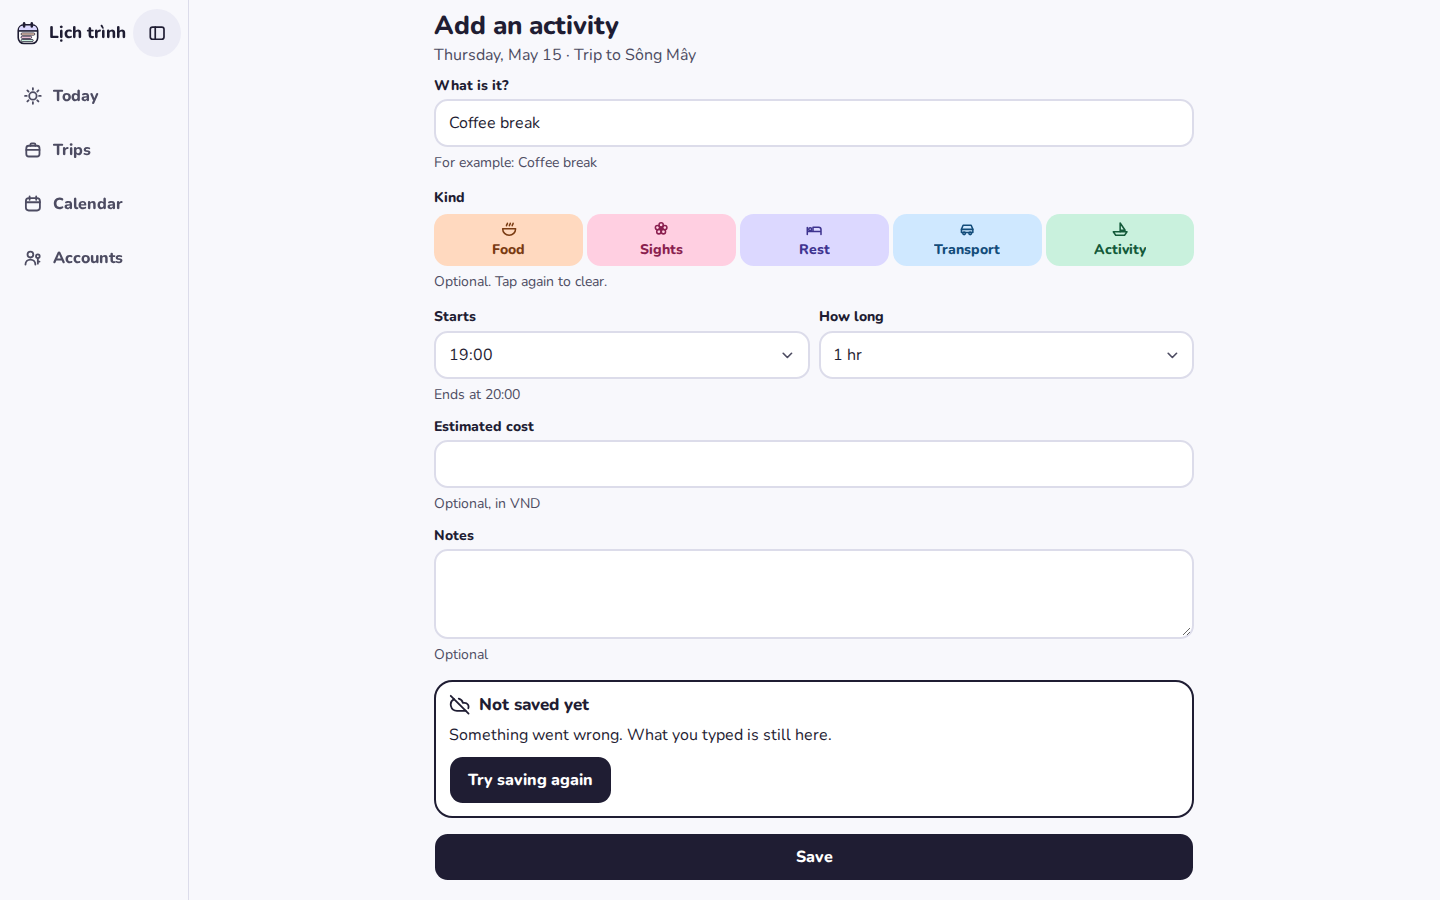 Lịch trình
Today
Trips
Calendar
Accounts
Add an activity
Thursday, May 15 · Trip to Sông Mây
What is it?
Coffee break
For example: Coffee break
Kind
Food
Sights
Rest
Transport
Activity
Optional. Tap again to clear.
Starts
How long
19:00
1 hr
Ends at 20:00
Estimated cost
Optional, in VND
Notes
Optional
Not saved yet
Something went wrong. What you typed is still here.
Try saving again
Save